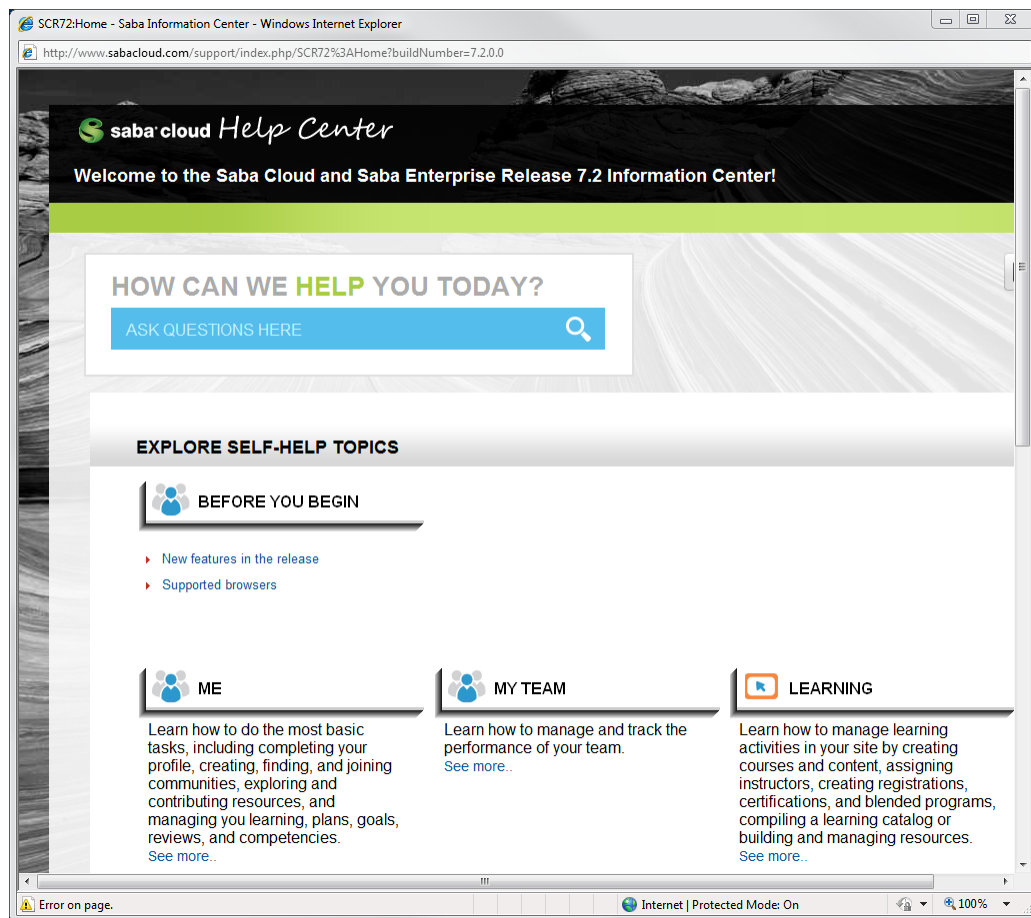 SCR72:Home - Saba Information Center - Windows Internet Explorer
http://www.sabacloud.com/support/index.php/SCR72%3AHome?buildNumber=7.2.0.0
saba cloud Help Center
Welcome to the Saba Cloud and Saba Enterprise Release 7.2 Information Center!
HOW CAN WE HELP YOU TODAY?
ASK QUESTIONS HERE
EXPLORE SELF-HELP TOPICS
BEFORE YOU BEGIN
New features in the release
Supported browsers
ME
Learn how to do the most basic
tasks, including completing your
profile, creating, finding, and joining
communities, exploring and
contributing resources, and
managing you learning, plans, goals,
reviews, and competencies.
See more..
MY TEAM
Learn how to manage and track the
performance of your team.
See more..
LEARNING
Learn how to manage learning
activities in your site by creating
courses and content, assigning
instructors, creating registrations,
certifications, and blended programs,
compiling a learning catalog or
building and managing resources.
See more..
Error on page.
Internet | Protected Mode: On
100%